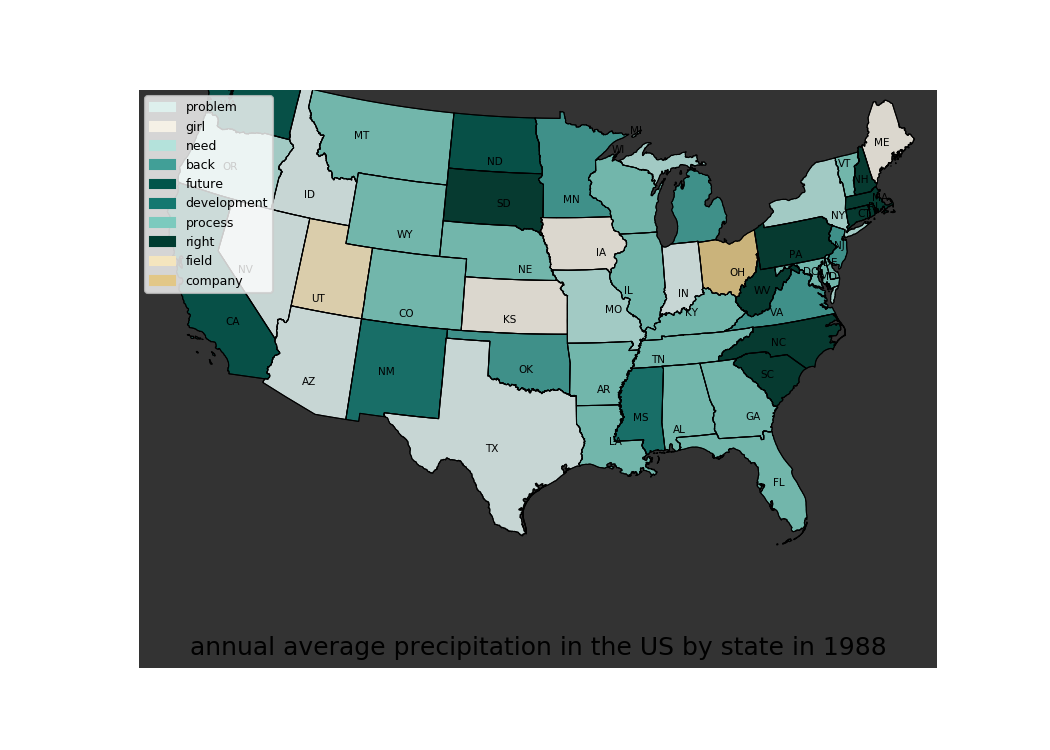 problem
girl
need
back
future
development
process
right
field
company
MI
WI
MT
ND
ME
VT
OR
NH
ID
SD
MN
MA
NY
CT
WY
NJ
IA
PA
DE
NV
NE
OH
DC
MD
UT
IL
IN
WV
CO
MO
KY
VA
CA
KS
NC
TN
NM
OK
SC
AZ
AR
MS
GA
AL
LA
TX
FL
annual average precipitation in the US by state in 1988